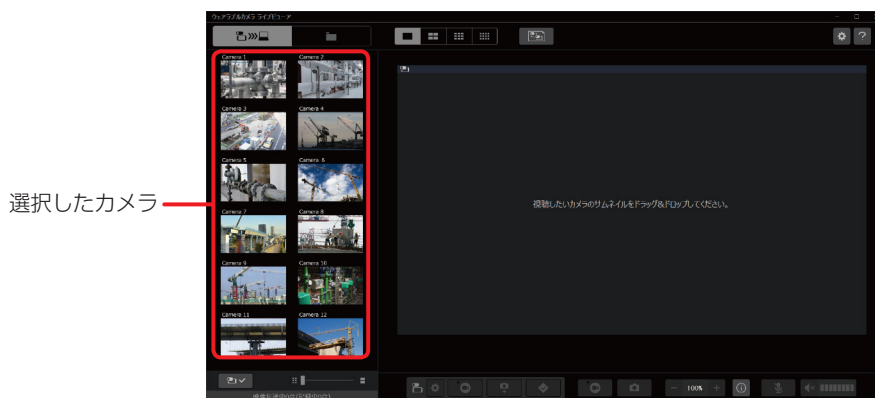 ウェアラブルカメラ ライブビューア
Camera 1
Camera 2
Camera 3
Camera 4
Camera 5
Camera 6
選択したカメラ
視聴したいカメラのサムネイルをドラッグ&ドロップしてください。
Camera 7
Camera 8
Camera 9
Camera 10
Camera 11
Camera 12
- 100% +